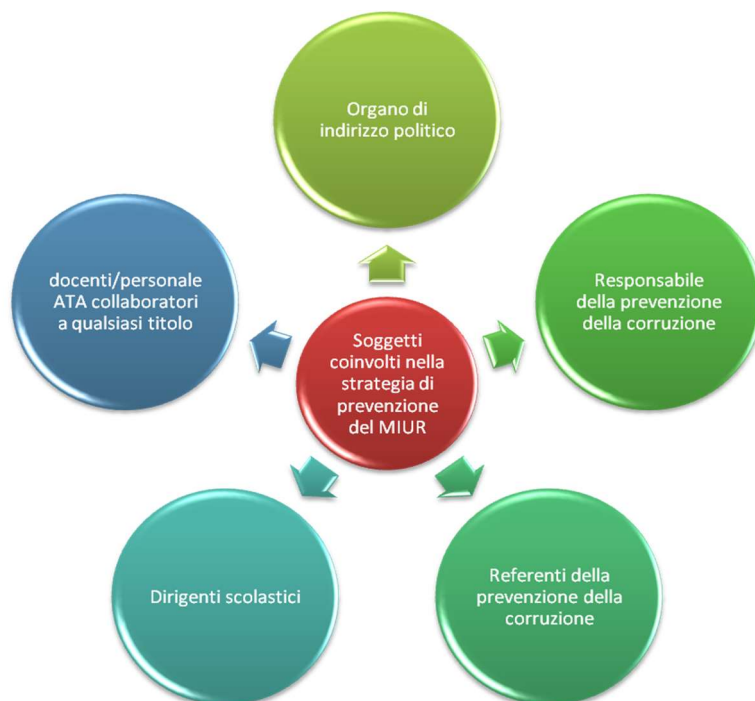 Organo di
indirizzo politico
Responsabile
della prevenzione
della corruzione
Referenti della
prevenzione della
corruzione
Dirigenti scolastici
docenti/personale
ATA collaboratori
a qualsiasi titolo
Soggetti
coinvolti nella
strategia di
prevenzione
del MIUR